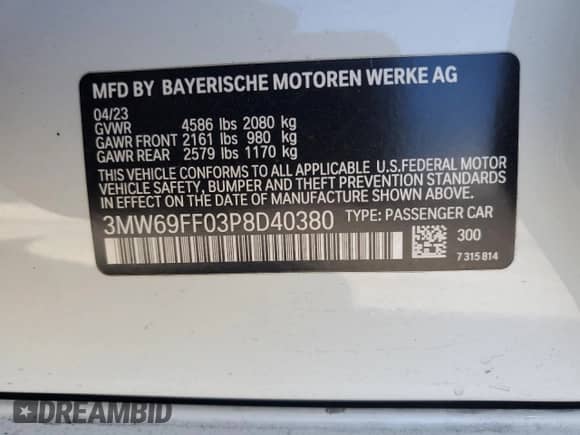 MFD BY BAYERISCHE MOTOREN WERKE AG
04/23
GVWR 4586 lbs 2080 kg
GAWR FRONT 2161 lbs 980 kg
GAWR REAR 2579 lbs 1170 kg
THIS VEHICLE CONFORMS TO ALL APPLICABLE U.S.FEDERAL MOTOR
VEHICLE SAFETY, BUMPER AND THEFT PREVENTION STANDARDS
IN EFFECT ON THE DATE OF MANUFACTURE SHOWN ABOVE.
3MW69FF03P8D40380 TYPE: PASSENGER CAR
300
7 315 814
DREAMBID